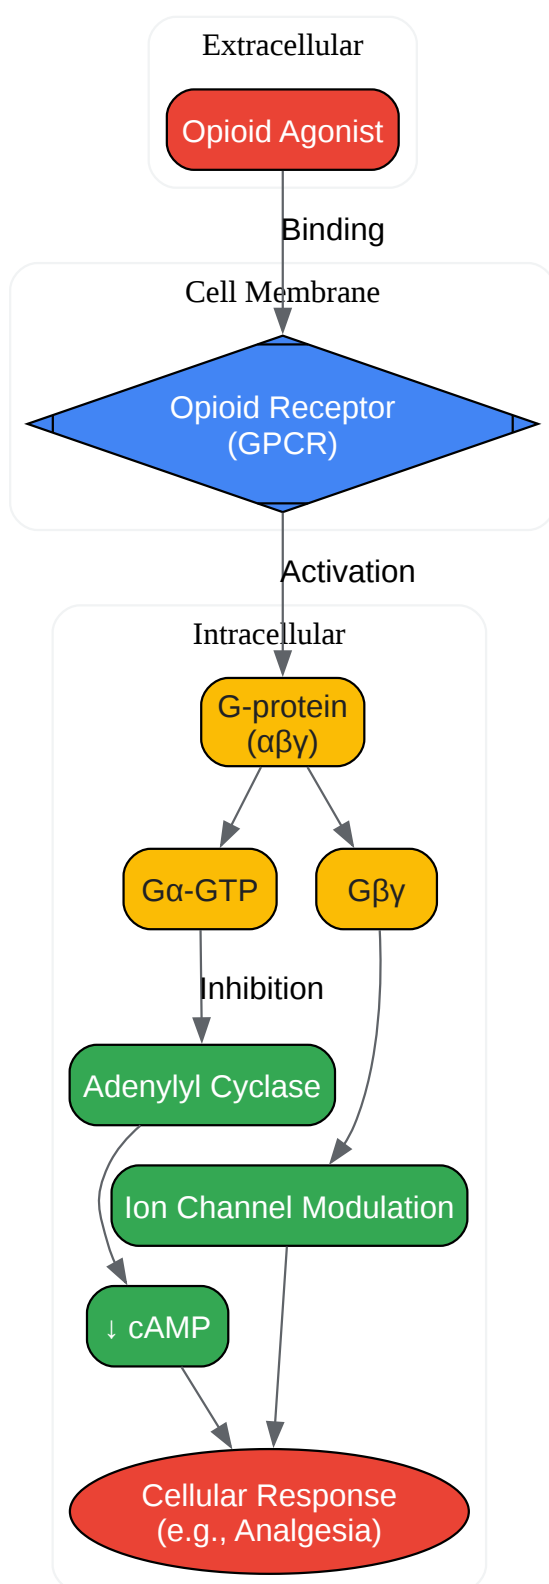 Extracellular
Opioid Agonist
Binding
Cell Membrane
Opioid Receptor
(GPCR)
Activation
Intracellular
G-protein
(αβγ)
Gα-GTP
Gβγ
Inhibition
Adenylyl Cyclase
Ion Channel Modulation
↓ cAMP
Cellular Response
(e.g., Analgesia)